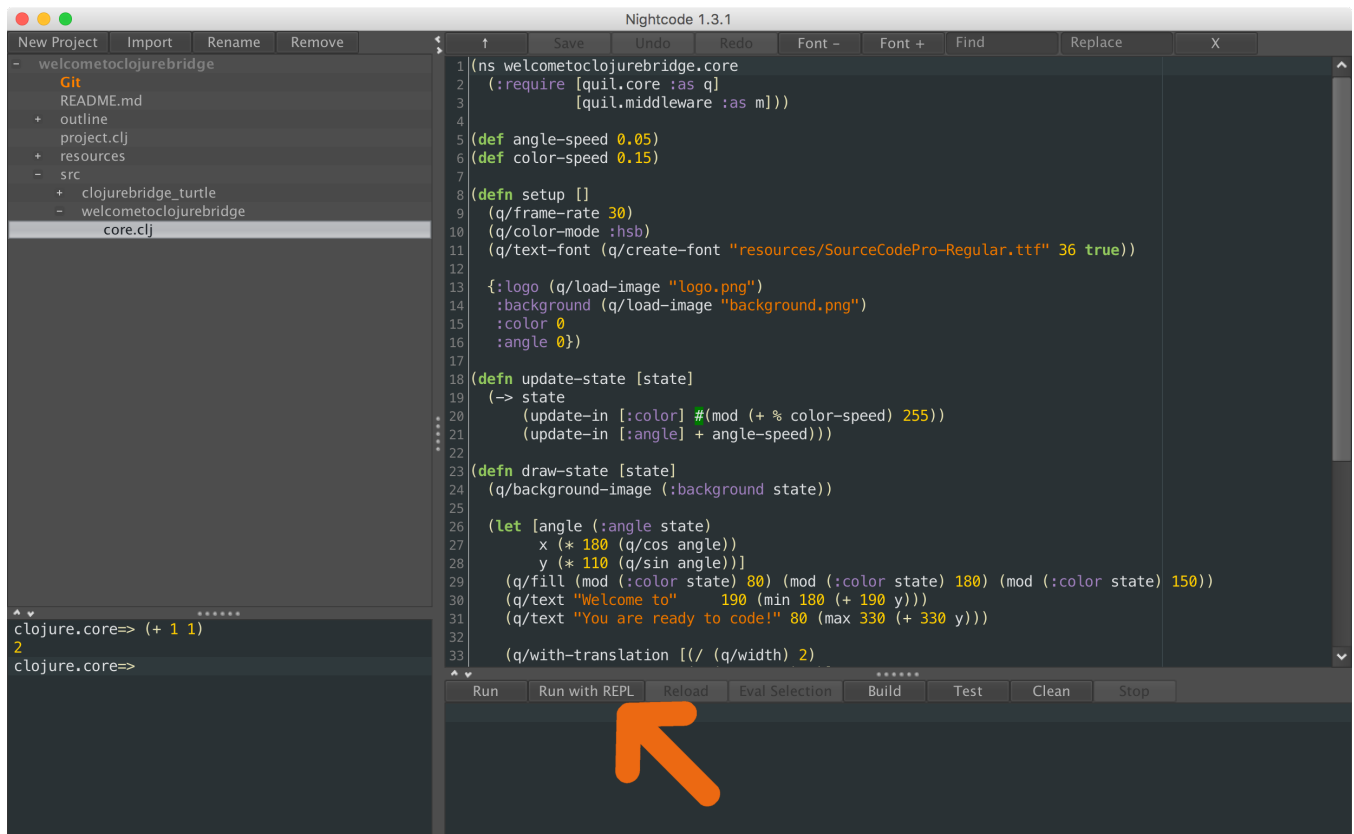 Nightcode 1.3.1
New Project Import Rename Remove
↑ Save Undo Redo Font - Font + Find Replace X
- welcometoclojurebridge
Git
README.md
+ outline
project.clj
+ resources
- src
+ clojurebridge_turtle
- welcometoclojurebridge
core.clj
clojure.core=> (+ 1 1)
2
clojure.core=>
1 (ns welcometoclojurebridge.core
2   (:require [quil.core :as q]
3             [quil.middleware :as m]))
4
5 (def angle-speed 0.05)
6 (def color-speed 0.15)
7
8 (defn setup []
9   (q/frame-rate 30)
10   (q/color-mode :hsb)
11   (q/text-font (q/create-font "resources/SourceCodePro-Regular.ttf" 36 true))
12
13   {:logo (q/load-image "logo.png")
14    :background (q/load-image "background.png")
15    :color 0
16    :angle 0})
17
18 (defn update-state [state]
19   (-> state
20       (update-in [:color] #(mod (+ % color-speed) 255))
21       (update-in [:angle] + angle-speed)))
22
23 (defn draw-state [state]
24   (q/background-image (:background state))
25
26   (let [angle (:angle state)
27         x (* 180 (q/cos angle))
28         y (* 110 (q/sin angle))]
29     (q/fill (mod (:color state) 80) (mod (:color state) 180) (mod (:color state) 150))
30     (q/text "Welcome to"     190 (min 180 (+ 190 y)))
31     (q/text "You are ready to code!" 80 (max 330 (+ 330 y)))
32
33     (q/with-translation [(/ (q/width) 2)
Run Run with REPL Reload Eval Selection Build Test Clean Stop